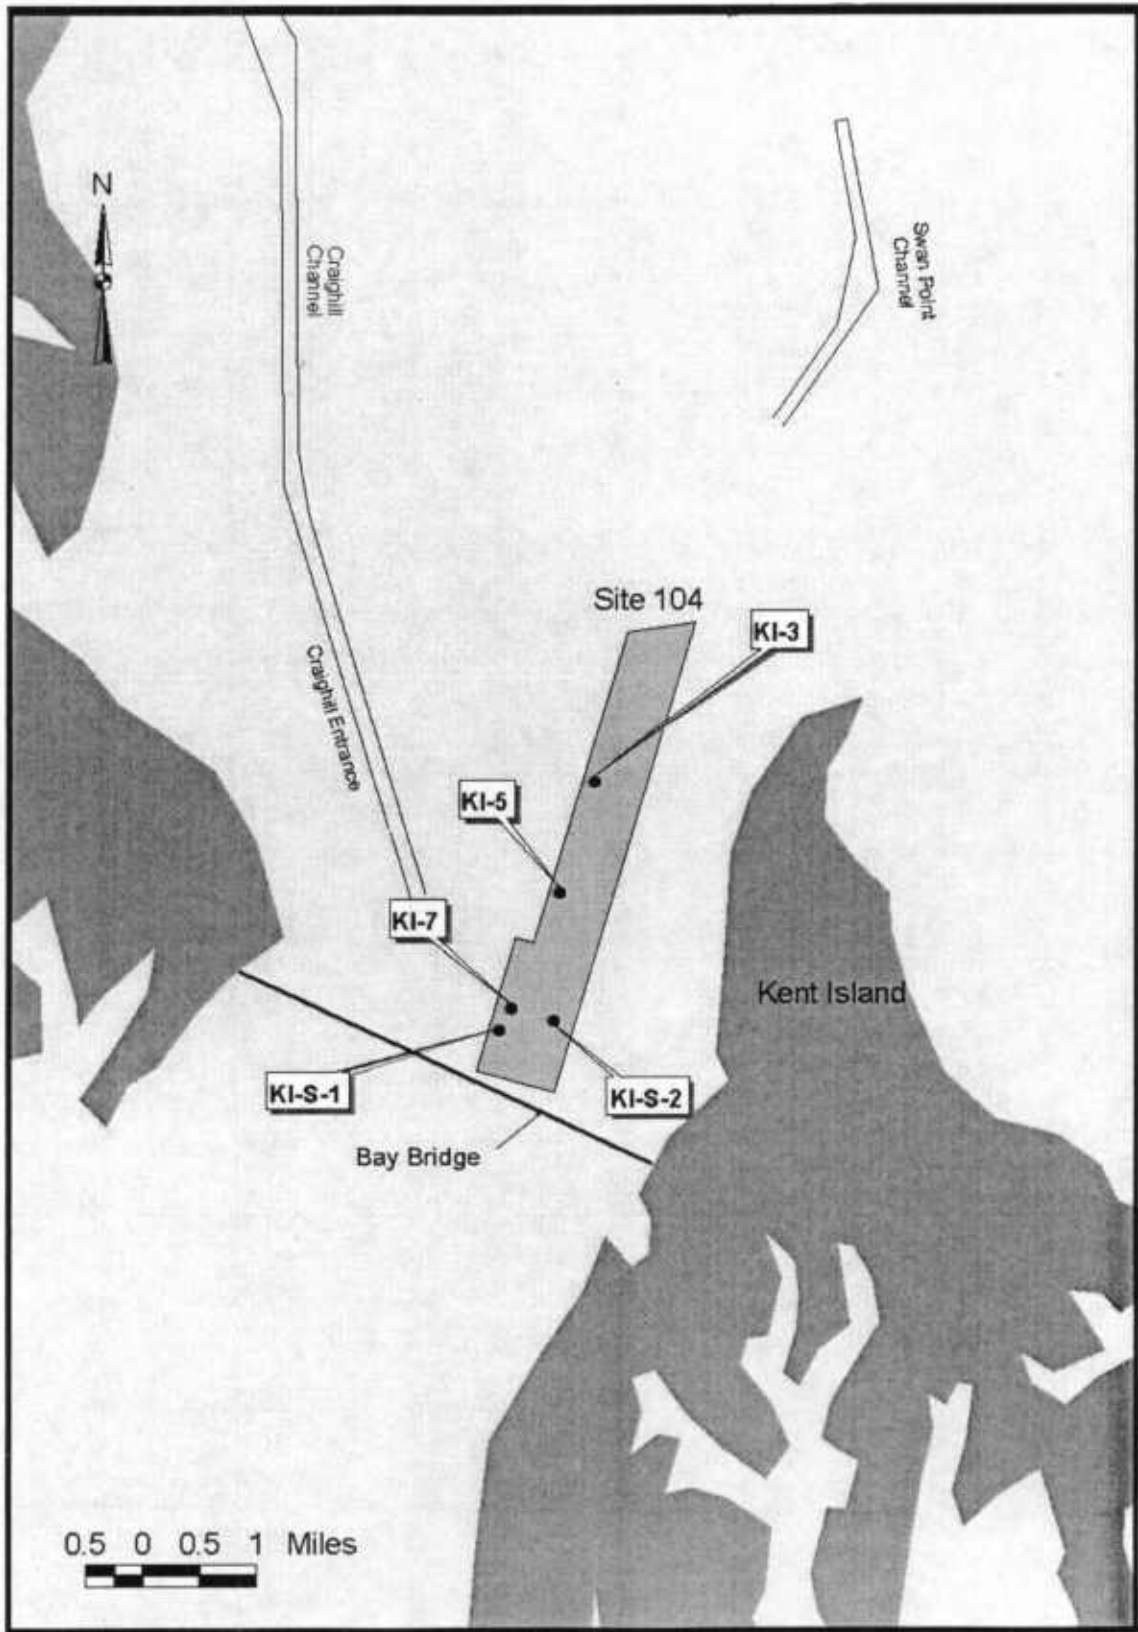 N
Craighill
Channel
Swan Point
Channel
Site 104
KI-3
Craighill Entrance
KI-5
KI-7
Kent Island
KI-S-1
KI-S-2
Bay Bridge
0.5 0 0.5 1 Miles